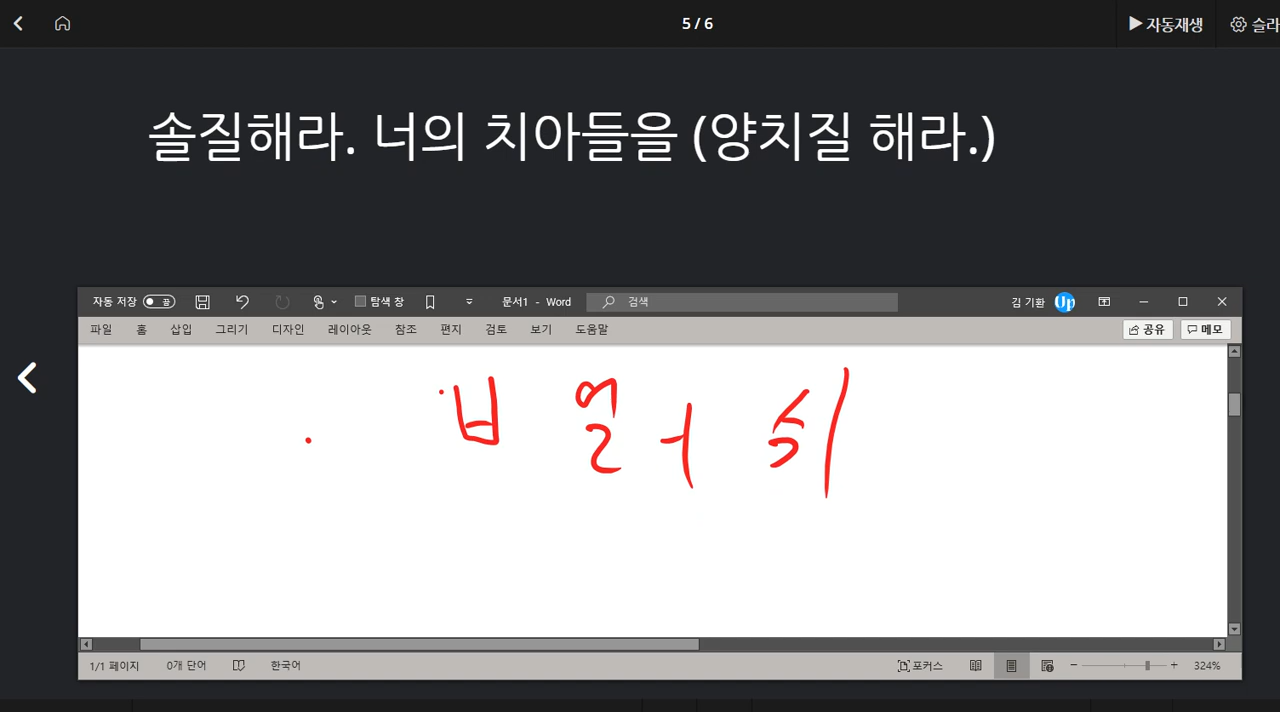 5 / 6
자동재생
슬라
솔질해라. 너의 치아들을 (양치질 해라.)
자동 저장 끔 탐색 창 문서1 - Word 검색 김 기환 Up
파일 홈 삽입 그리기 디자인 레이아웃 참조 편지 검토 보기 도움말 공유 메모
1/1 페이지 0개 단어 한국어 포커스 324%